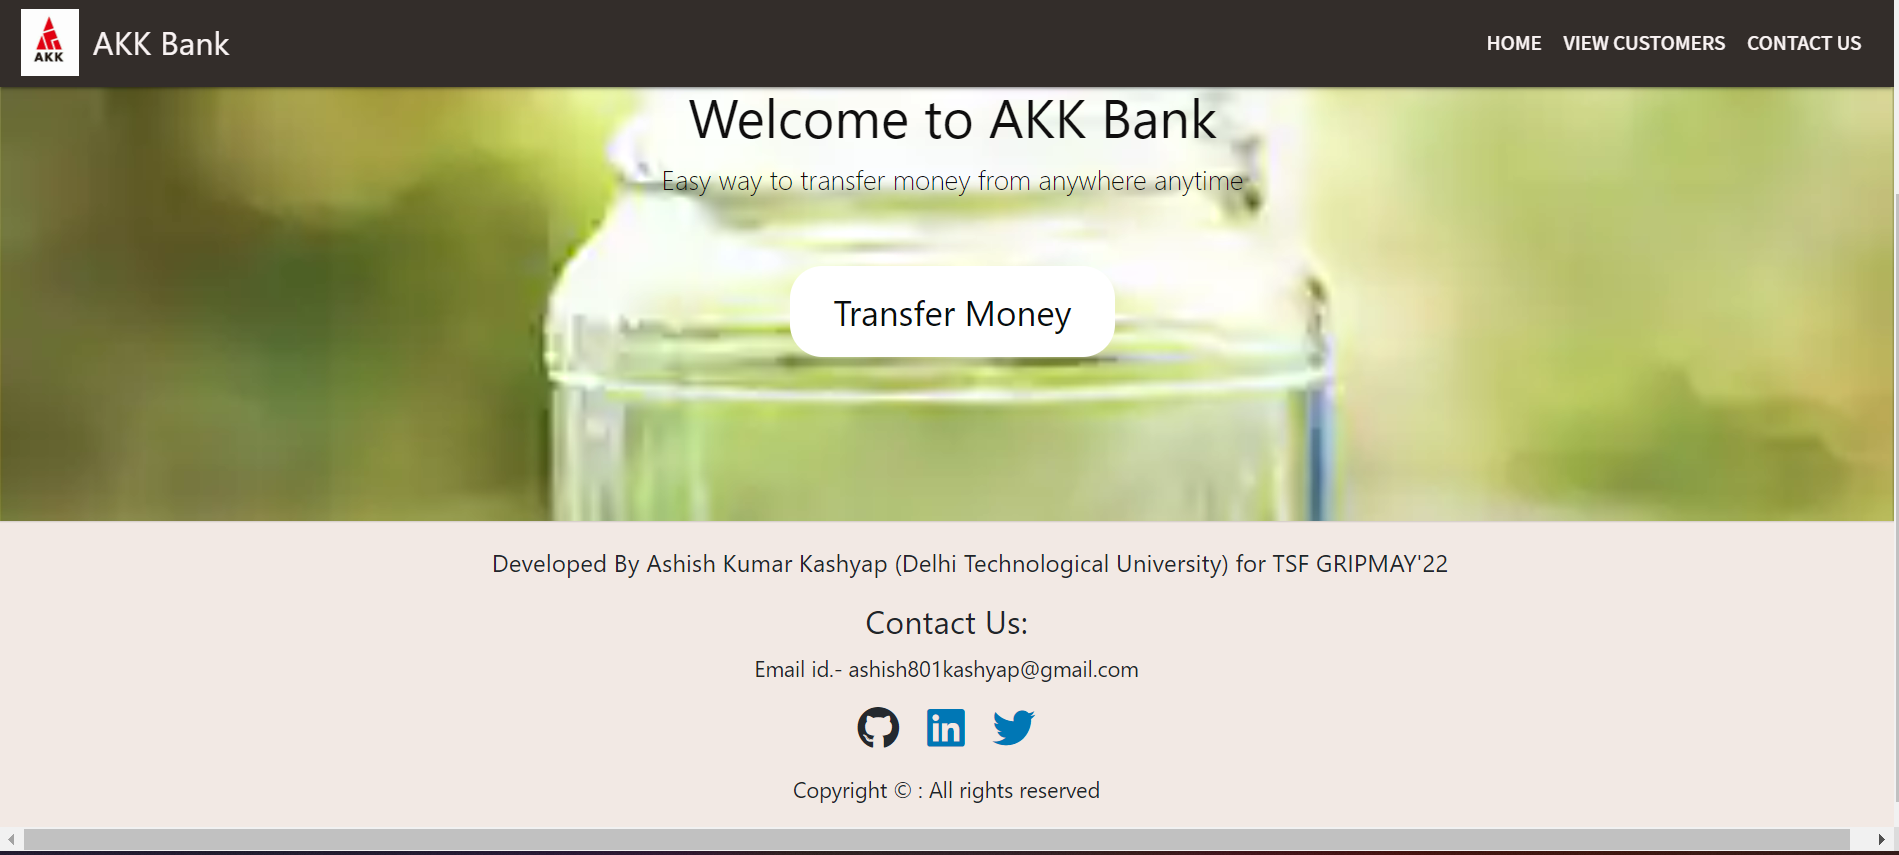 AKK
AKK Bank
HOME
VIEW CUSTOMERS
CONTACT US
Welcome to AKK Bank
Easy way to transfer money from anywhere anytime
Transfer Money
Developed By Ashish Kumar Kashyap (Delhi Technological University) for TSF GRIPMAY'22
Contact Us:
Email id.- ashish801kashyap@gmail.com
in
Copyright © : All rights reserved